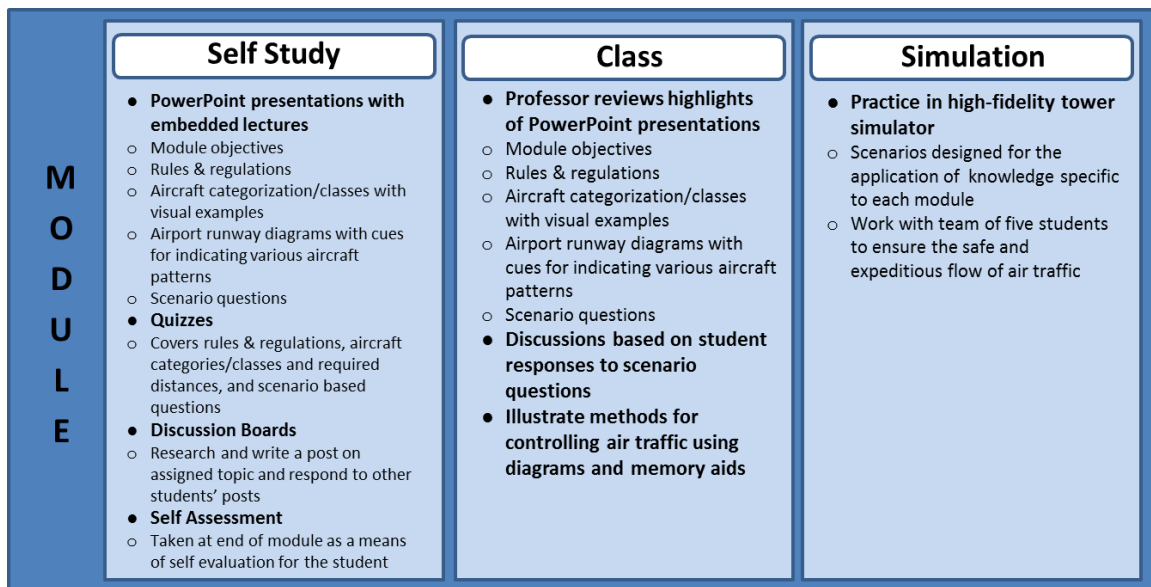 M
O
D
U
L
E
Self Study
● PowerPoint presentations with
embedded lectures
○ Module objectives
○ Rules & regulations
○ Aircraft categorization/classes with
visual examples
○ Airport runway diagrams with cues
for indicating various aircraft
patterns
○ Scenario questions
● Quizzes
○ Covers rules & regulations, aircraft
categories/classes and required
distances, and scenario based
questions
● Discussion Boards
○ Research and write a post on
assigned topic and respond to other
students’ posts
● Self Assessment
○ Taken at end of module as a means
of self evaluation for the student
Class
● Professor reviews highlights
of PowerPoint presentations
○ Module objectives
○ Rules & regulations
○ Aircraft categorization/classes
with visual examples
○ Airport runway diagrams with
cues for indicating various aircraft
patterns
○ Scenario questions
● Discussions based on student
responses to scenario
questions
● Illustrate methods for
controlling air traffic using
diagrams and memory aids
Simulation
● Practice in high-fidelity tower
simulator
○ Scenarios designed for the
application of knowledge specific
to each module
○ Work with team of five students
to ensure the safe and
expeditious flow of air traffic